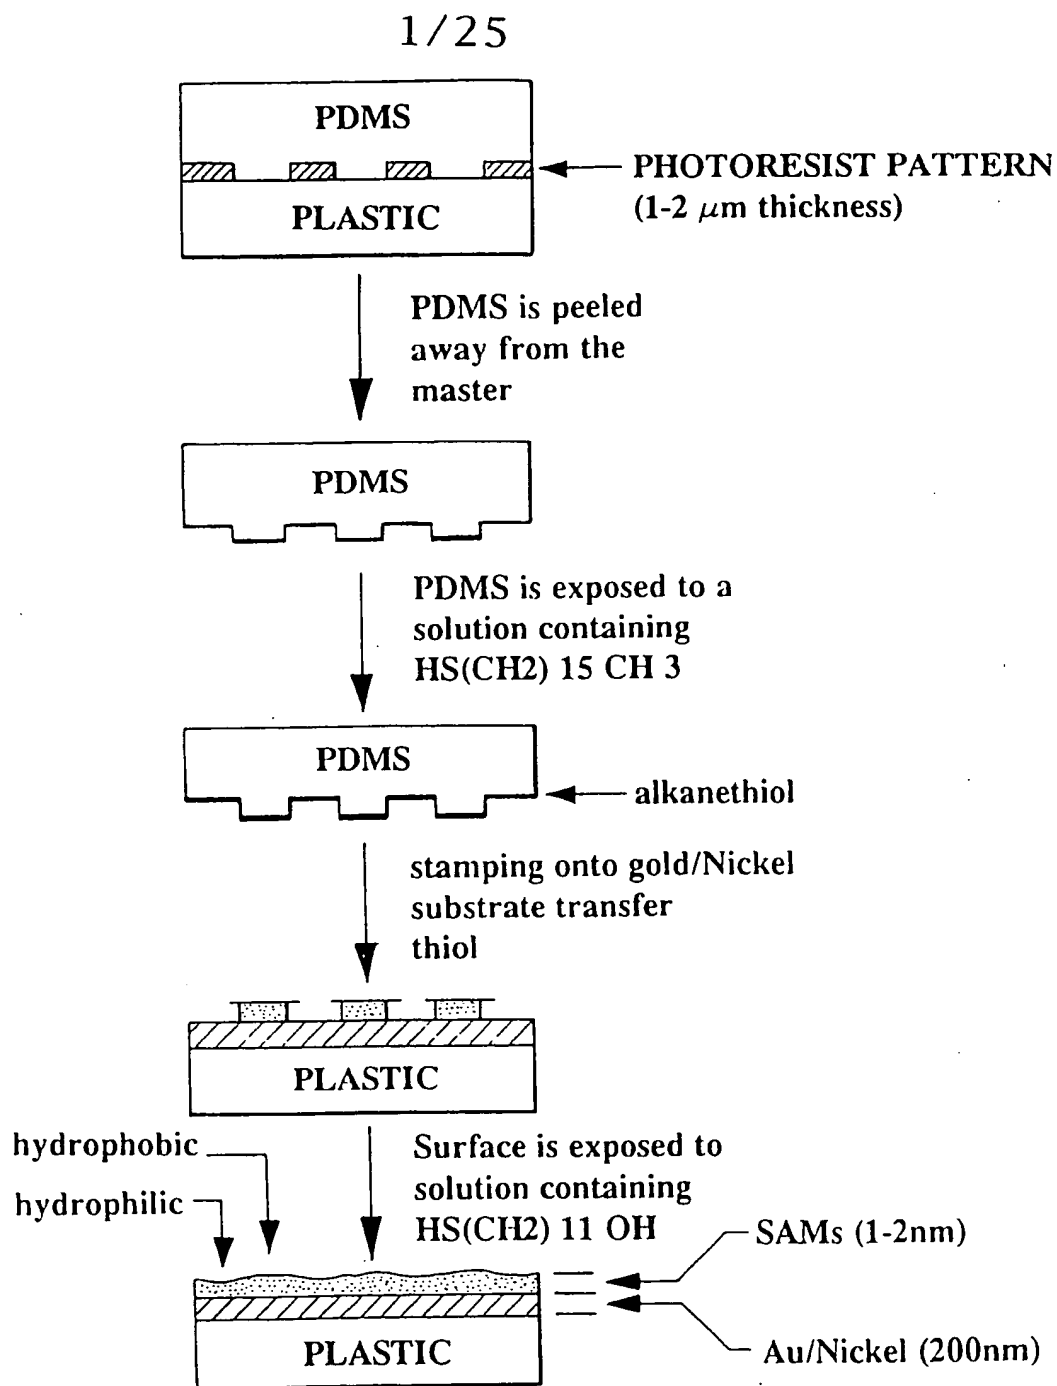 1/25
PDMS
PHOTORESIST PATTERN
(1-2 μm thickness)
PLASTIC
PDMS is peeled
away from the
master
PDMS
PDMS is exposed to a
solution containing
HS(CH2) 15 CH 3
PDMS
alkanethiol
stamping onto gold/Nickel
substrate transfer
thiol
PLASTIC
hydrophobic
hydrophilic
Surface is exposed to
solution containing
HS(CH2) 11 OH
SAMs (1-2nm)
PLASTIC
Au/Nickel (200nm)